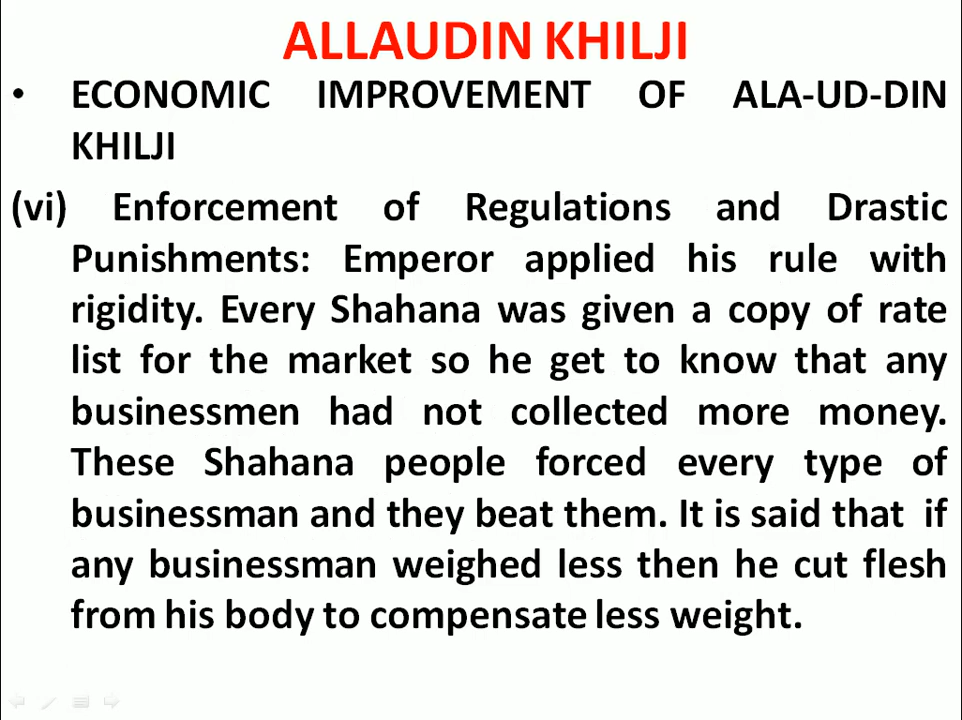 ALLAUDIN KHILJI
• ECONOMIC IMPROVEMENT OF ALA-UD-DIN
KHILJI
(vi) Enforcement of Regulations and Drastic
Punishments: Emperor applied his rule with
rigidity. Every Shahana was given a copy of rate
list for the market so he get to know that any
businessmen had not collected more money.
These Shahana people forced every type of
businessman and they beat them. It is said that if
any businessman weighed less then he cut flesh
from his body to compensate less weight.